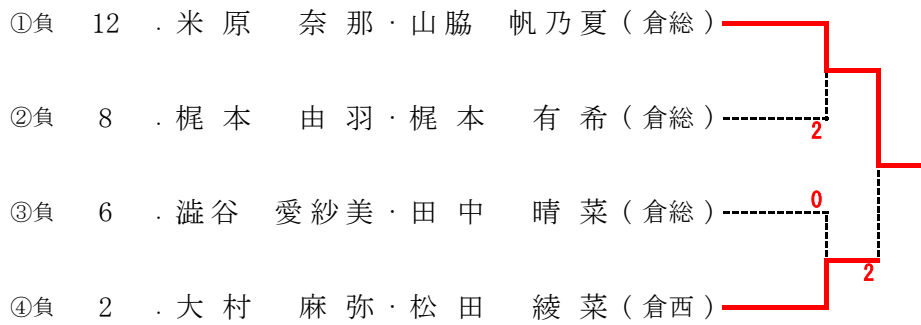 ①負 12 . 米原 奈那・山脇 帆乃夏 (倉総)
②負 8 . 梶本 由羽・梶本 有希 (倉総)
2
③負 6 . 澁谷 愛紗美・田中 晴菜 (倉総)
0
2
④負 2 . 大村 麻弥・松田 綾菜 (倉西)